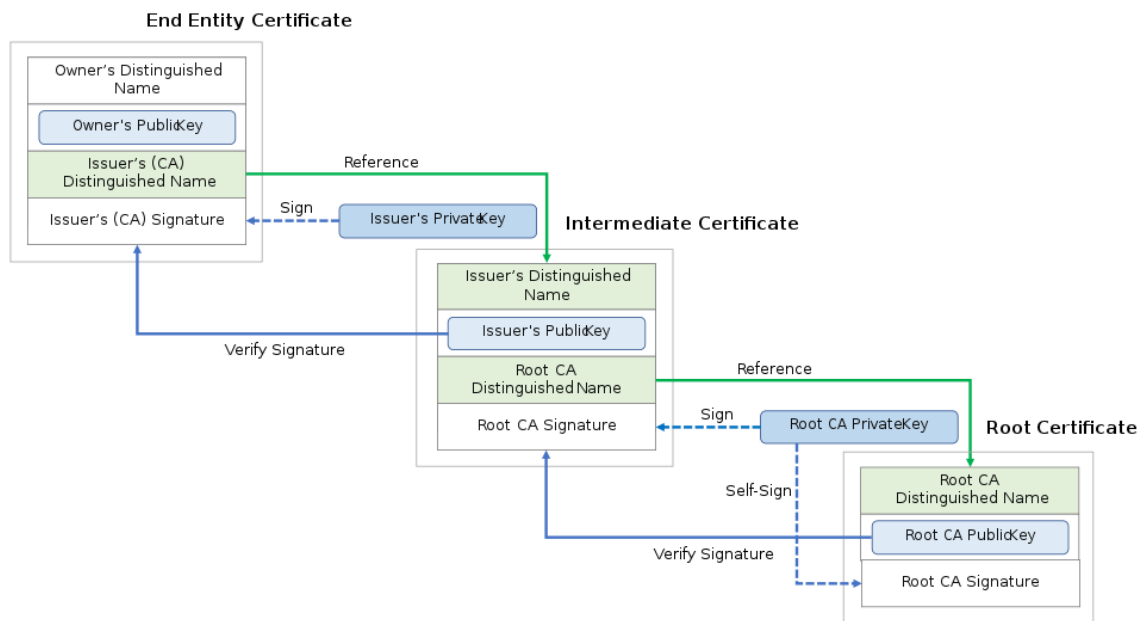 End Entity Certificate
Owner's Distinguished
Name
Owner's PublicKey
Issuer's (CA)
Distinguished Name
Issuer's (CA) Signature
Reference
Sign
Issuer's PrivateKey
Verify Signature
Intermediate Certificate
Issuer's Distinguished
Name
Issuer's PublicKey
Root CA
Distinguished Name
Root CA Signature
Reference
Sign
Root CA PrivateKey
Self-Sign
Verify Signature
Root Certificate
Root CA
Distinguished Name
Root CA PublicKey
Root CA Signature